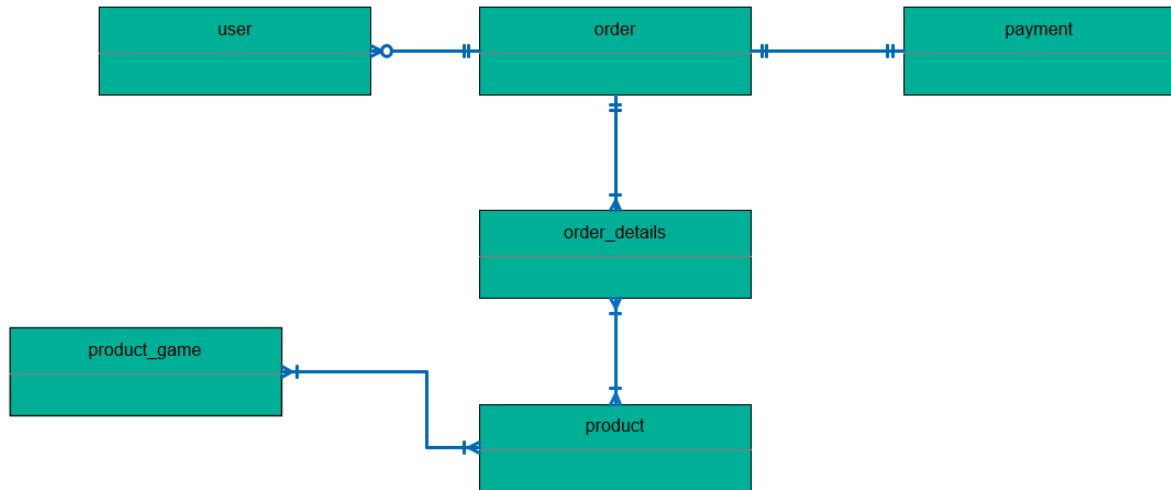 user
order
payment
order_details
product_game
product